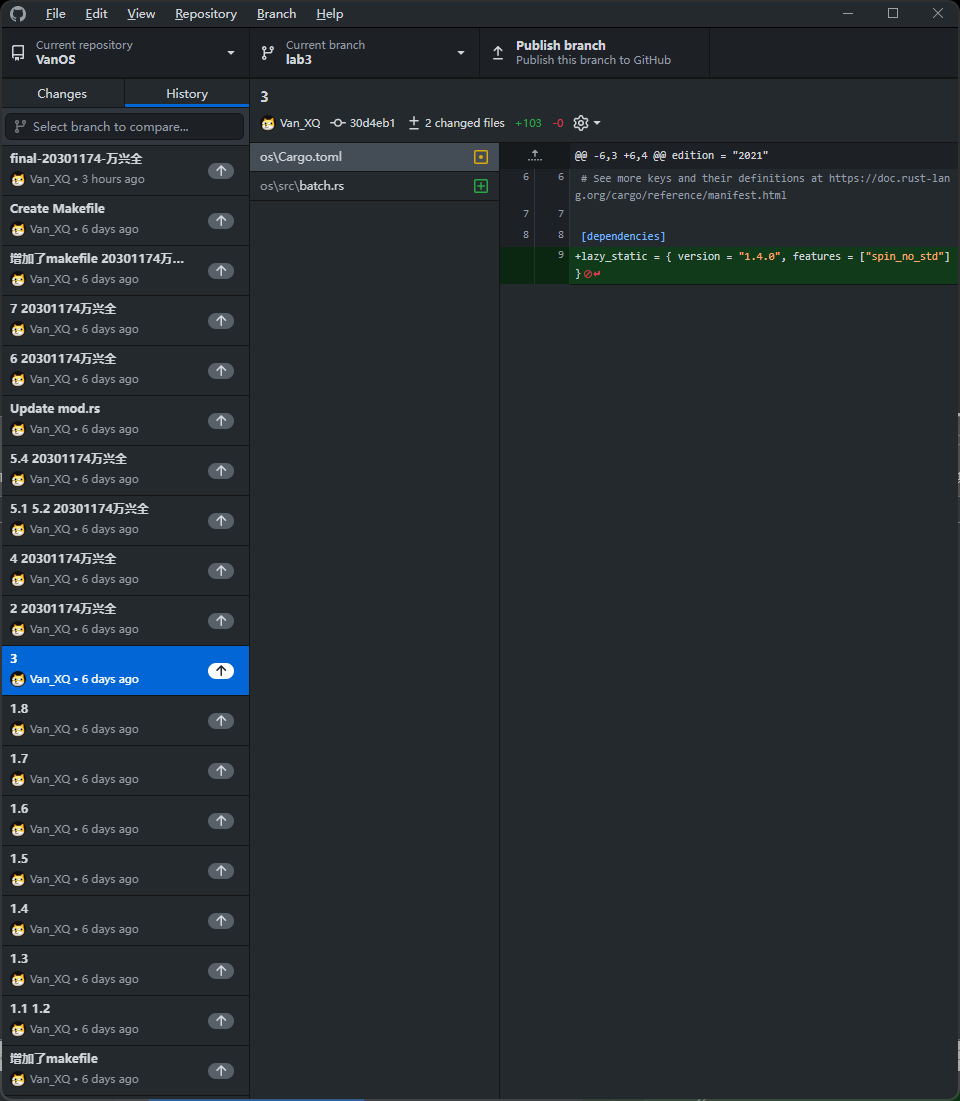 File Edit View Repository Branch Help
Current repository
VanOS
Current branch
lab3
Publish branch
Publish this branch to GitHub
Changes
History
Select branch to compare...
final-20301174-万兴全
Van_XQ • 3 hours ago
Create Makefile
Van_XQ • 6 days ago
增加了makefile 20301174万...
Van_XQ • 6 days ago
7 20301174万兴全
Van_XQ • 6 days ago
6 20301174万兴全
Van_XQ • 6 days ago
Update mod.rs
Van_XQ • 6 days ago
5.4 20301174万兴全
Van_XQ • 6 days ago
5.1 5.2 20301174万兴全
Van_XQ • 6 days ago
4 20301174万兴全
Van_XQ • 6 days ago
2 20301174万兴全
Van_XQ • 6 days ago
3
Van_XQ • 6 days ago
1.8
Van_XQ • 6 days ago
1.7
Van_XQ • 6 days ago
1.6
Van_XQ • 6 days ago
1.5
Van_XQ • 6 days ago
1.4
Van_XQ • 6 days ago
1.3
Van_XQ • 6 days ago
1.1 1.2
Van_XQ • 6 days ago
增加了makefile
Van_XQ • 6 days ago
3
Van_XQ 30d4eb1 2 changed files +103 -0
os\Cargo.toml
os\src\batch.rs
@@ -6,3 +6,4 @@ edition = "2021"
6 6 # See more keys and their definitions at https://doc.rust-lan
g.org/cargo/reference/manifest.html
7 7
8 8 [dependencies]
9 +lazy_static = { version = "1.4.0", features = ["spin_no_std"]
}